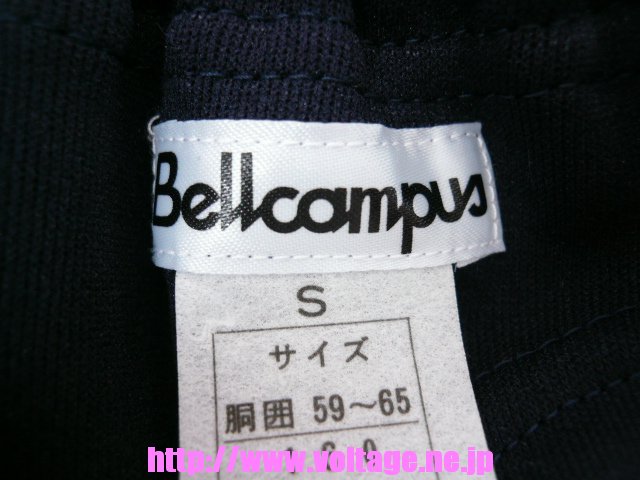 Bellcampus
S
サイズ
胴囲 59～65
http://www.voltage.ne.jp